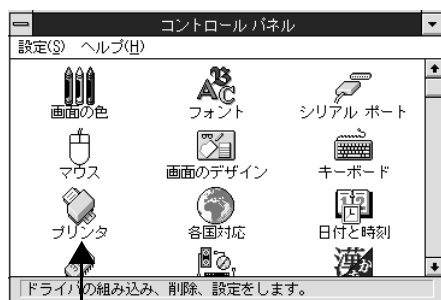 コントロール パネル
設定(S) ヘルプ(H)
画面の色 フォント シリアル ポート
マウス 画面のデザイン キーボード
プリンタ 各国対応 日付と時刻
ドライバの組み込み、削除、設定をします。